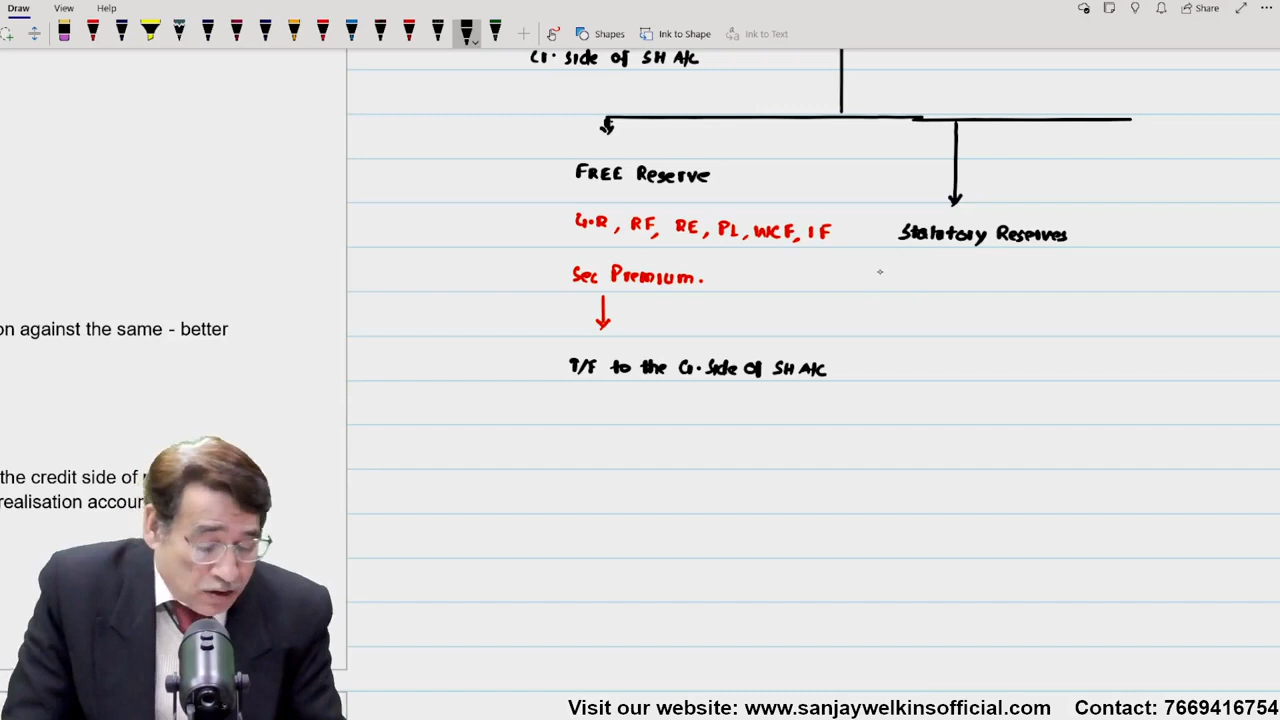 Draw View Help Share
Shapes Ink to Shape Ink to Text
Cr. Side of SH A/C
FREE Reserve
G.R, RF, RE, PL, WCF, IF
Statutory Reserves
Sec Premium.
on against the same - better
T/F to the Cr. Side of SH A/C
the credit side of
realisation accoun
Visit our website: www.sanjaywelkinsofficial.com Contact: 7669416754